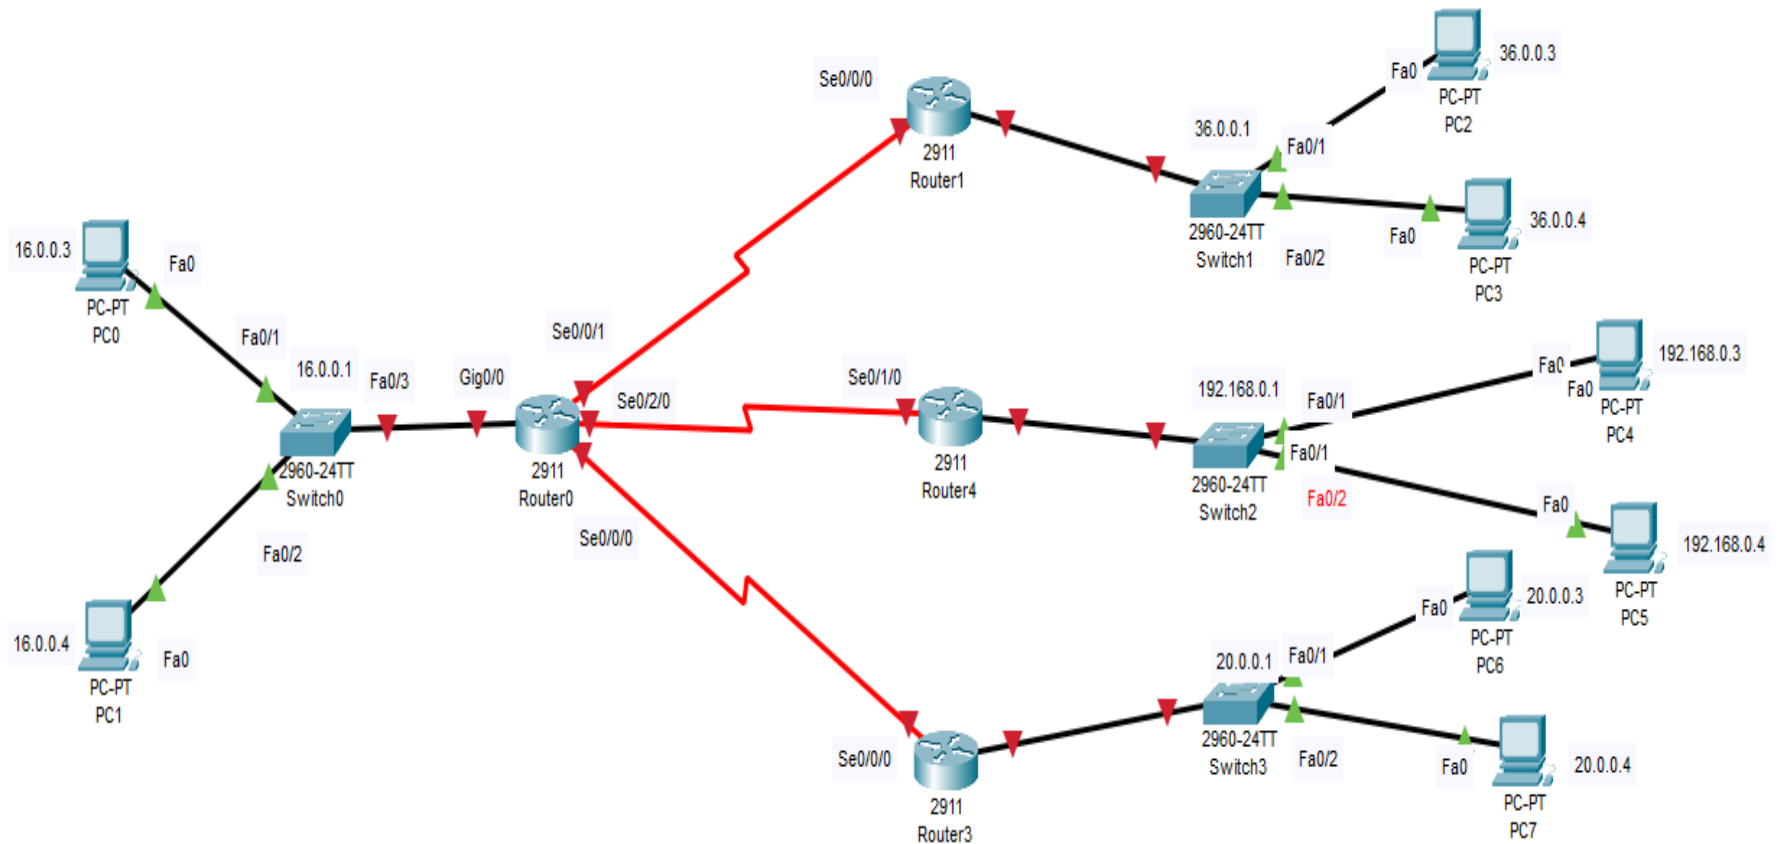 16.0.0.3
Fa0
PC-PT
PC0
Fa0/1
16.0.0.1
Fa0/3
Gig0/0
2960-24TT
Switch0
Fa0/2
16.0.0.4
Fa0
PC-PT
PC1
2911
Router0
Se0/0/1
Se0/2/0
Se0/0/0
Se0/0/0
2911
Router1
36.0.0.1
Fa0/1
2960-24TT
Switch1
Fa0/2
Fa0
36.0.0.3
PC-PT
PC2
Fa0
36.0.0.4
PC-PT
PC3
Se0/1/0
2911
Router4
192.168.0.1
Fa0/1
Fa0/1
Fa0/2
2960-24TT
Switch2
Fa0
Fa0
192.168.0.3
PC-PT
PC4
Fa0
192.168.0.4
PC-PT
PC5
Se0/0/0
2911
Router3
20.0.0.1
Fa0/1
2960-24TT
Switch3
Fa0/2
Fa0
20.0.0.3
PC-PT
PC6
Fa0
20.0.0.4
PC-PT
PC7